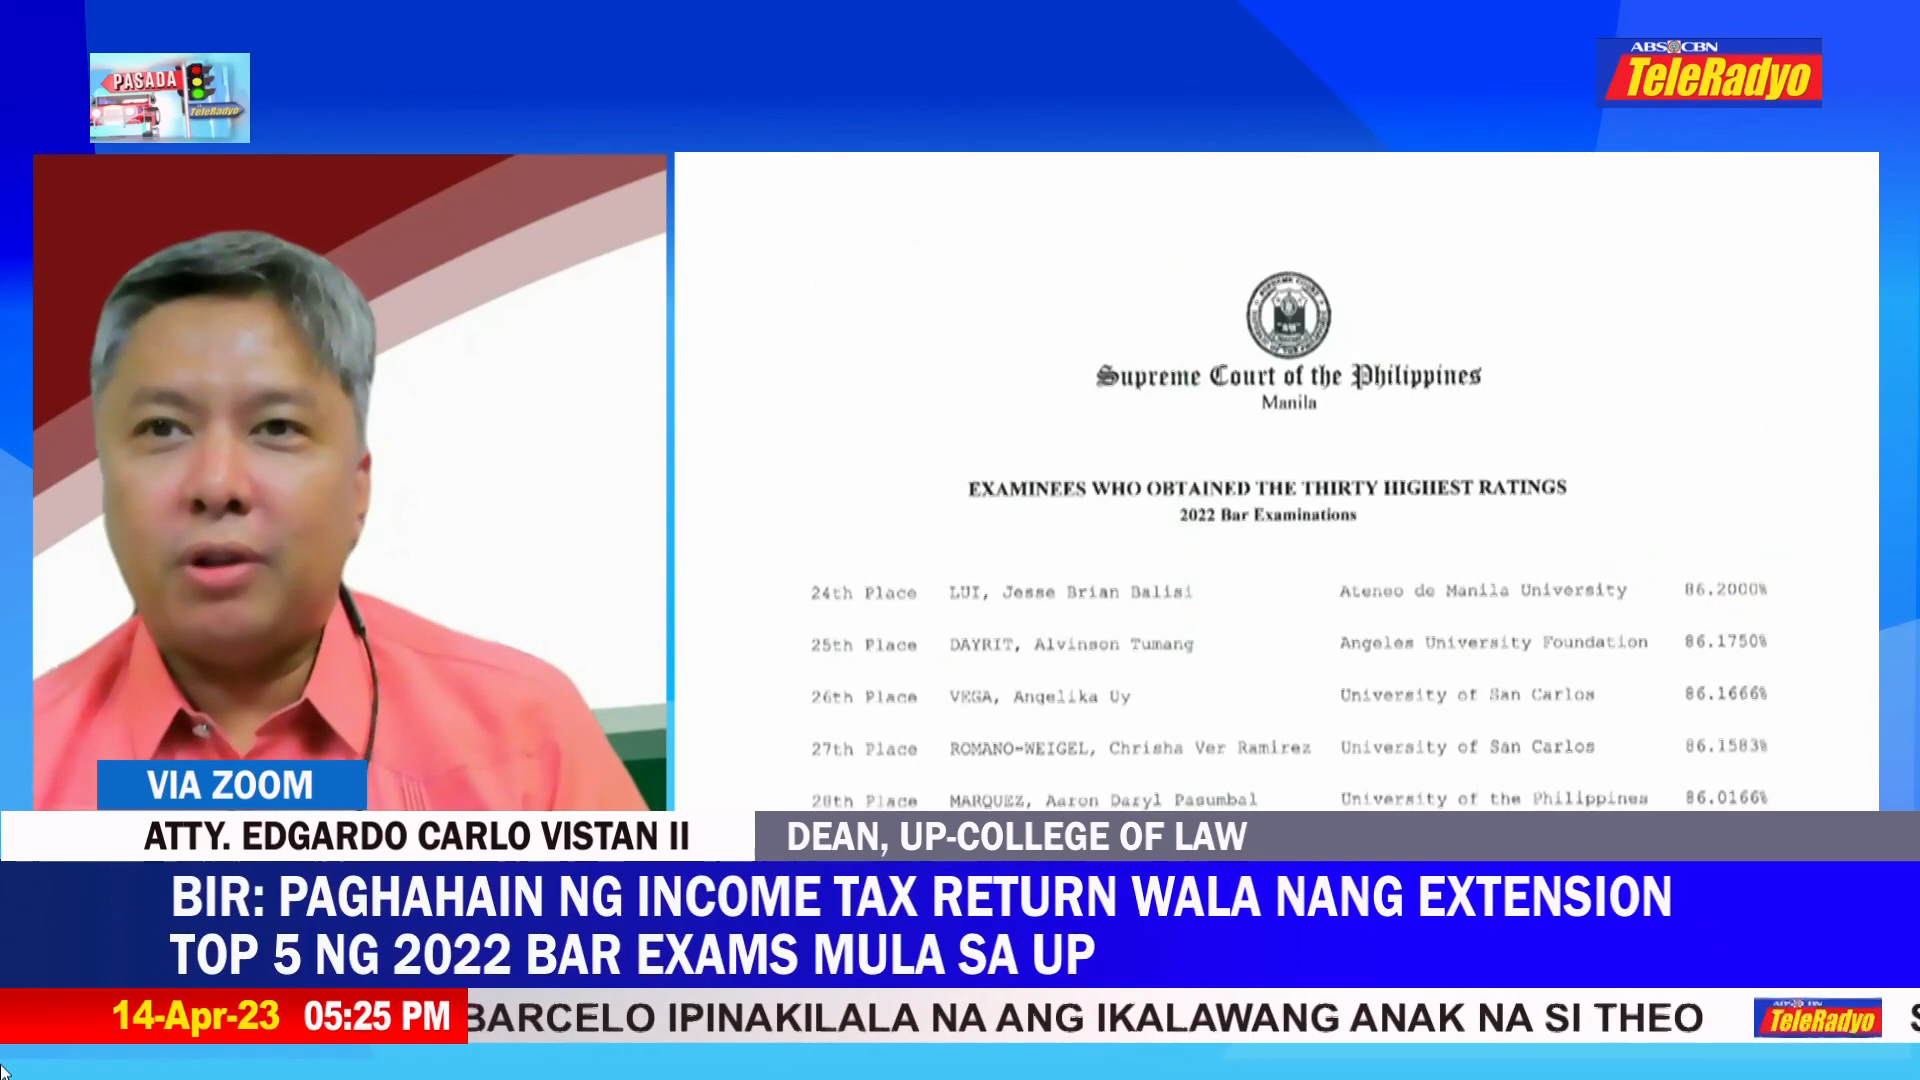 PASADA
TeleRadyo
ABS CBN
TeleRadyo
Supreme Court of the Philippines
Manila
EXAMINEES WHO OBTAINED THE THIRTY HIGHEST RATINGS
2022 Bar Examinations
24th Place LUI, Jesse Brian Balisi Ateneo de Manila University 86.2000%
25th Place DAYRIT, Alvinson Tumang Angeles University Foundation 86.1750%
26th Place VEGA, Angelika Uy University of San Carlos 86.1666%
27th Place ROMANO-WEIGEL, Chrisha Ver Ramirez University of San Carlos 86.1583%
28th Place MARQUEZ, Aaron Daryl Pasumbal University of the Philippines 86.0166%
VIA ZOOM
ATTY. EDGARDO CARLO VISTAN II DEAN, UP-COLLEGE OF LAW
BIR: PAGHAHAIN NG INCOME TAX RETURN WALA NANG EXTENSION
TOP 5 NG 2022 BAR EXAMS MULA SA UP
14-Apr-23 05:25 PM BARCELO IPINAKILALA NA ANG IKALAWANG ANAK NA SI THEO ABS CBN TeleRadyo S